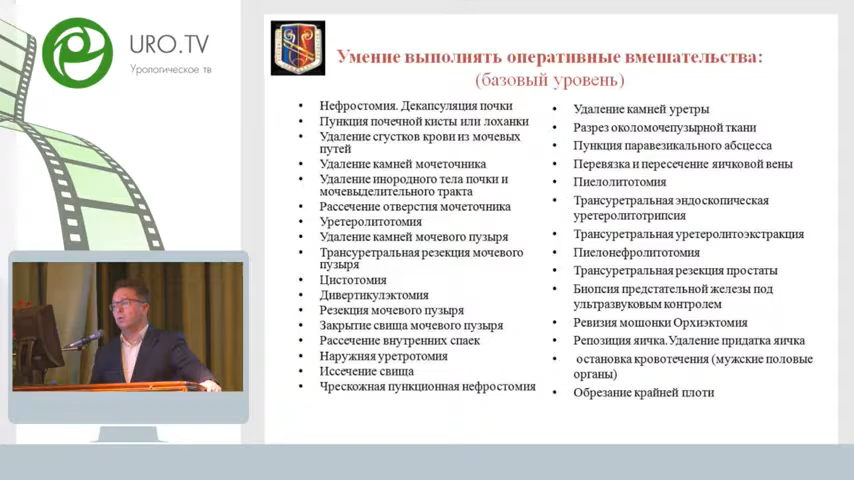 URO.TV
Урологическое тв
Умение выполнять оперативные вмешательства:
(базовый уровень)
• Нефростомия. Декапсуляция почки
• Пункция почечной кисты или лоханки
• Удаление сгустков крови из мочевых
путей
• Удаление камней мочеточника
• Удаление инородного тела почки и
мочевыделительного тракта
• Рассечение отверстия мочеточника
• Уретеролитотомия
• Удаление камней мочевого пузыря
• Трансуретральная резекция мочевого
пузыря
• Цистотомия
• Дивертикулэктомия
• Резекция мочевого пузыря
• Закрытие свища мочевого пузыря
• Рассечение внутренних спаек
• Наружняя уретротомия
• Иссечение свища
• Чрескожная пункционная нефростомия
• Удаление камней уретры
• Разрез околомочепузырной ткани
• Пункция паравезикального абсцесса
• Перевязка и пересечение яичковой вены
• Пиелолитотомия
• Трансуретральная эндоскопическая
уретеролитотрипсия
• Трансуретральная уретеролитоэкстракция
• Пиелонефролитотомия
• Трансуретральная резекция простаты
• Биопсия предстательной железы под
ультразвуковым контролем
• Ревизия мошонки Орхиэктомия
• Репозиция яичка.Удаление придатка яичка
• остановка кровотечения (мужские половые
органы)
• Обрезание крайней плоти